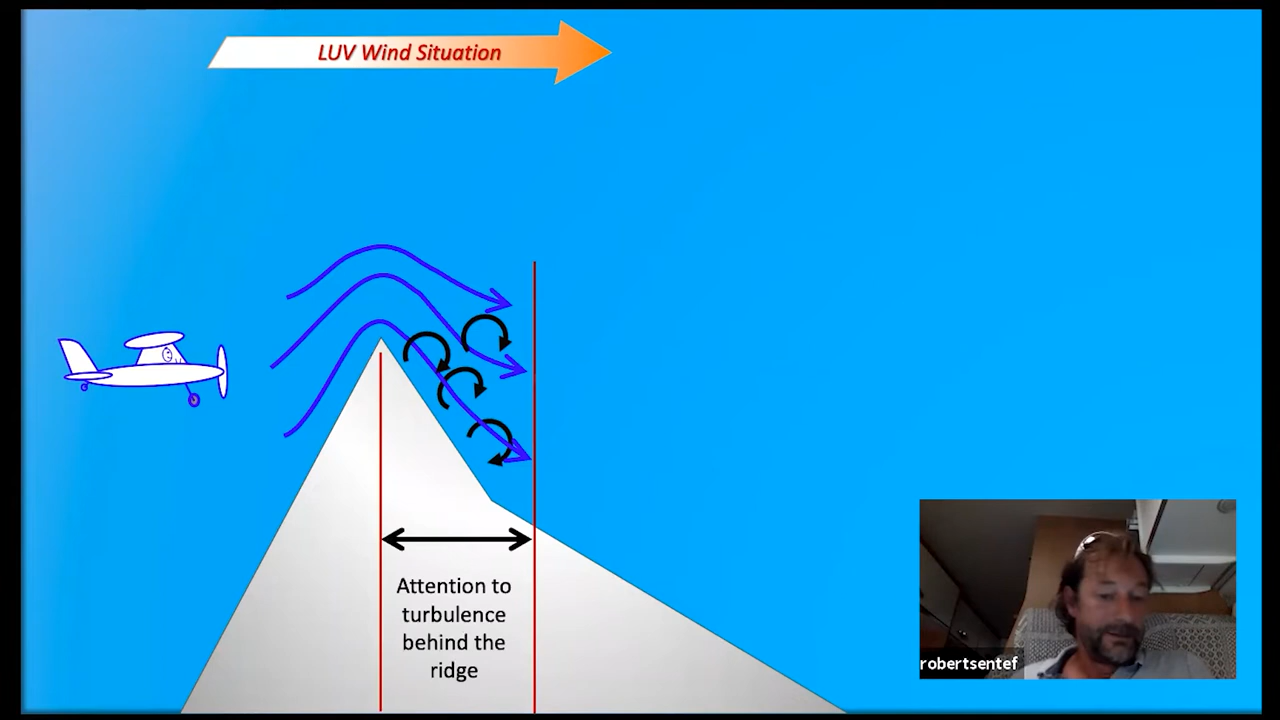 LUV Wind Situation
Attention to
turbulence
behind the
ridge
robertsentef